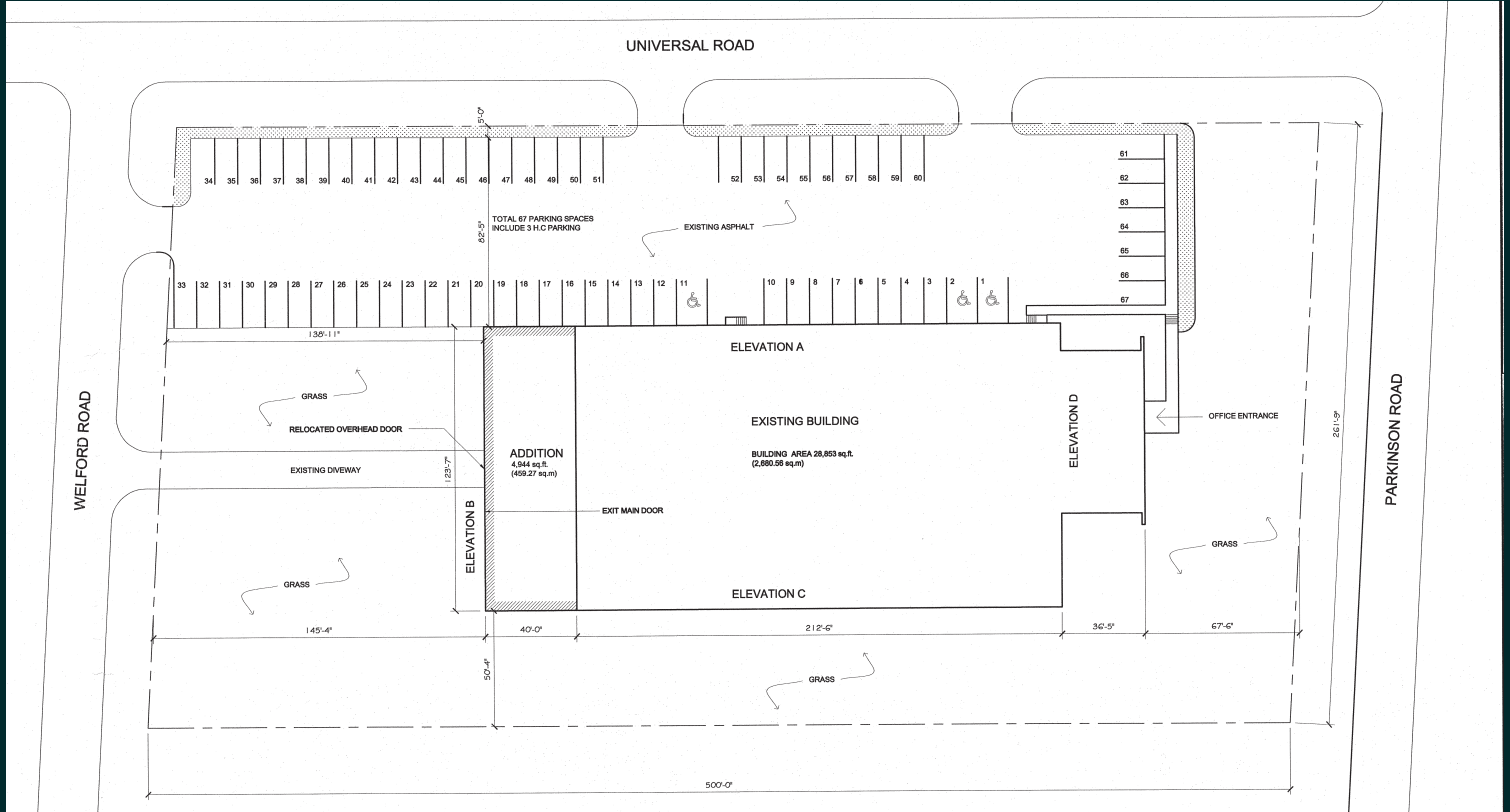 UNIVERSAL ROAD
5'-0"
34 35 36 37 38 39 40 41 42 43 44 45 46 47 48 49 50 51
52 53 54 55 56 57 58 59 60
61
62
63
64
65
66
67
TOTAL 67 PARKING SPACES
INCLUDE 3 H.C PARKING
82'-5"
EXISTING ASPHALT
33 32 31 30 29 28 27 26 25 24 23 22 21 20 19 18 17 16 15 14 13 12 11
10 9 8 7 6 5 4 3 2 1
138'-11"
ELEVATION A
GRASS
RELOCATED OVERHEAD DOOR
EXISTING DIVEWAY
123'-7"
ELEVATION B
ADDITION
4,944 sq.ft.
(459.27 sq.m)
EXIT MAIN DOOR
EXISTING BUILDING
BUILDING AREA 28,853 sq.ft.
(2,680.56 sq.m)
ELEVATION D
OFFICE ENTRANCE
WELFORD ROAD
PARKINSON ROAD
261'-9"
GRASS
GRASS
ELEVATION C
145'-4"
40'-0"
212'-6"
36'-5"
67'-6"
50'-4"
GRASS
500'-0"